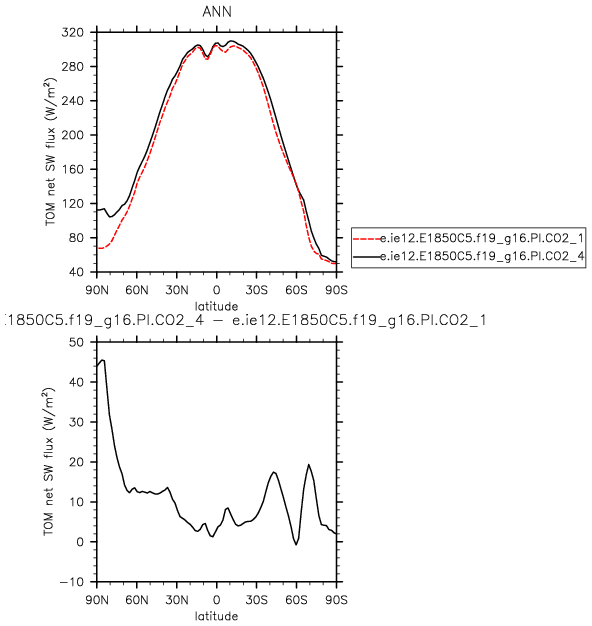 ANN
TOM net SW flux (W/m²)
320
280
240
200
160
120
80
40
90N 60N 30N 0 30S 60S 90S
latitude
e.ie12.E1850C5.f19_g16.PI.CO2_1
e.ie12.E1850C5.f19_g16.PI.CO2_4
.1850C5.f19_g16.PI.CO2_4 – e.ie12.E1850C5.f19_g16.PI.CO2_1
TOM net SW flux (W/m²)
50
40
30
20
10
0
−10
90N 60N 30N 0 30S 60S 90S
latitude